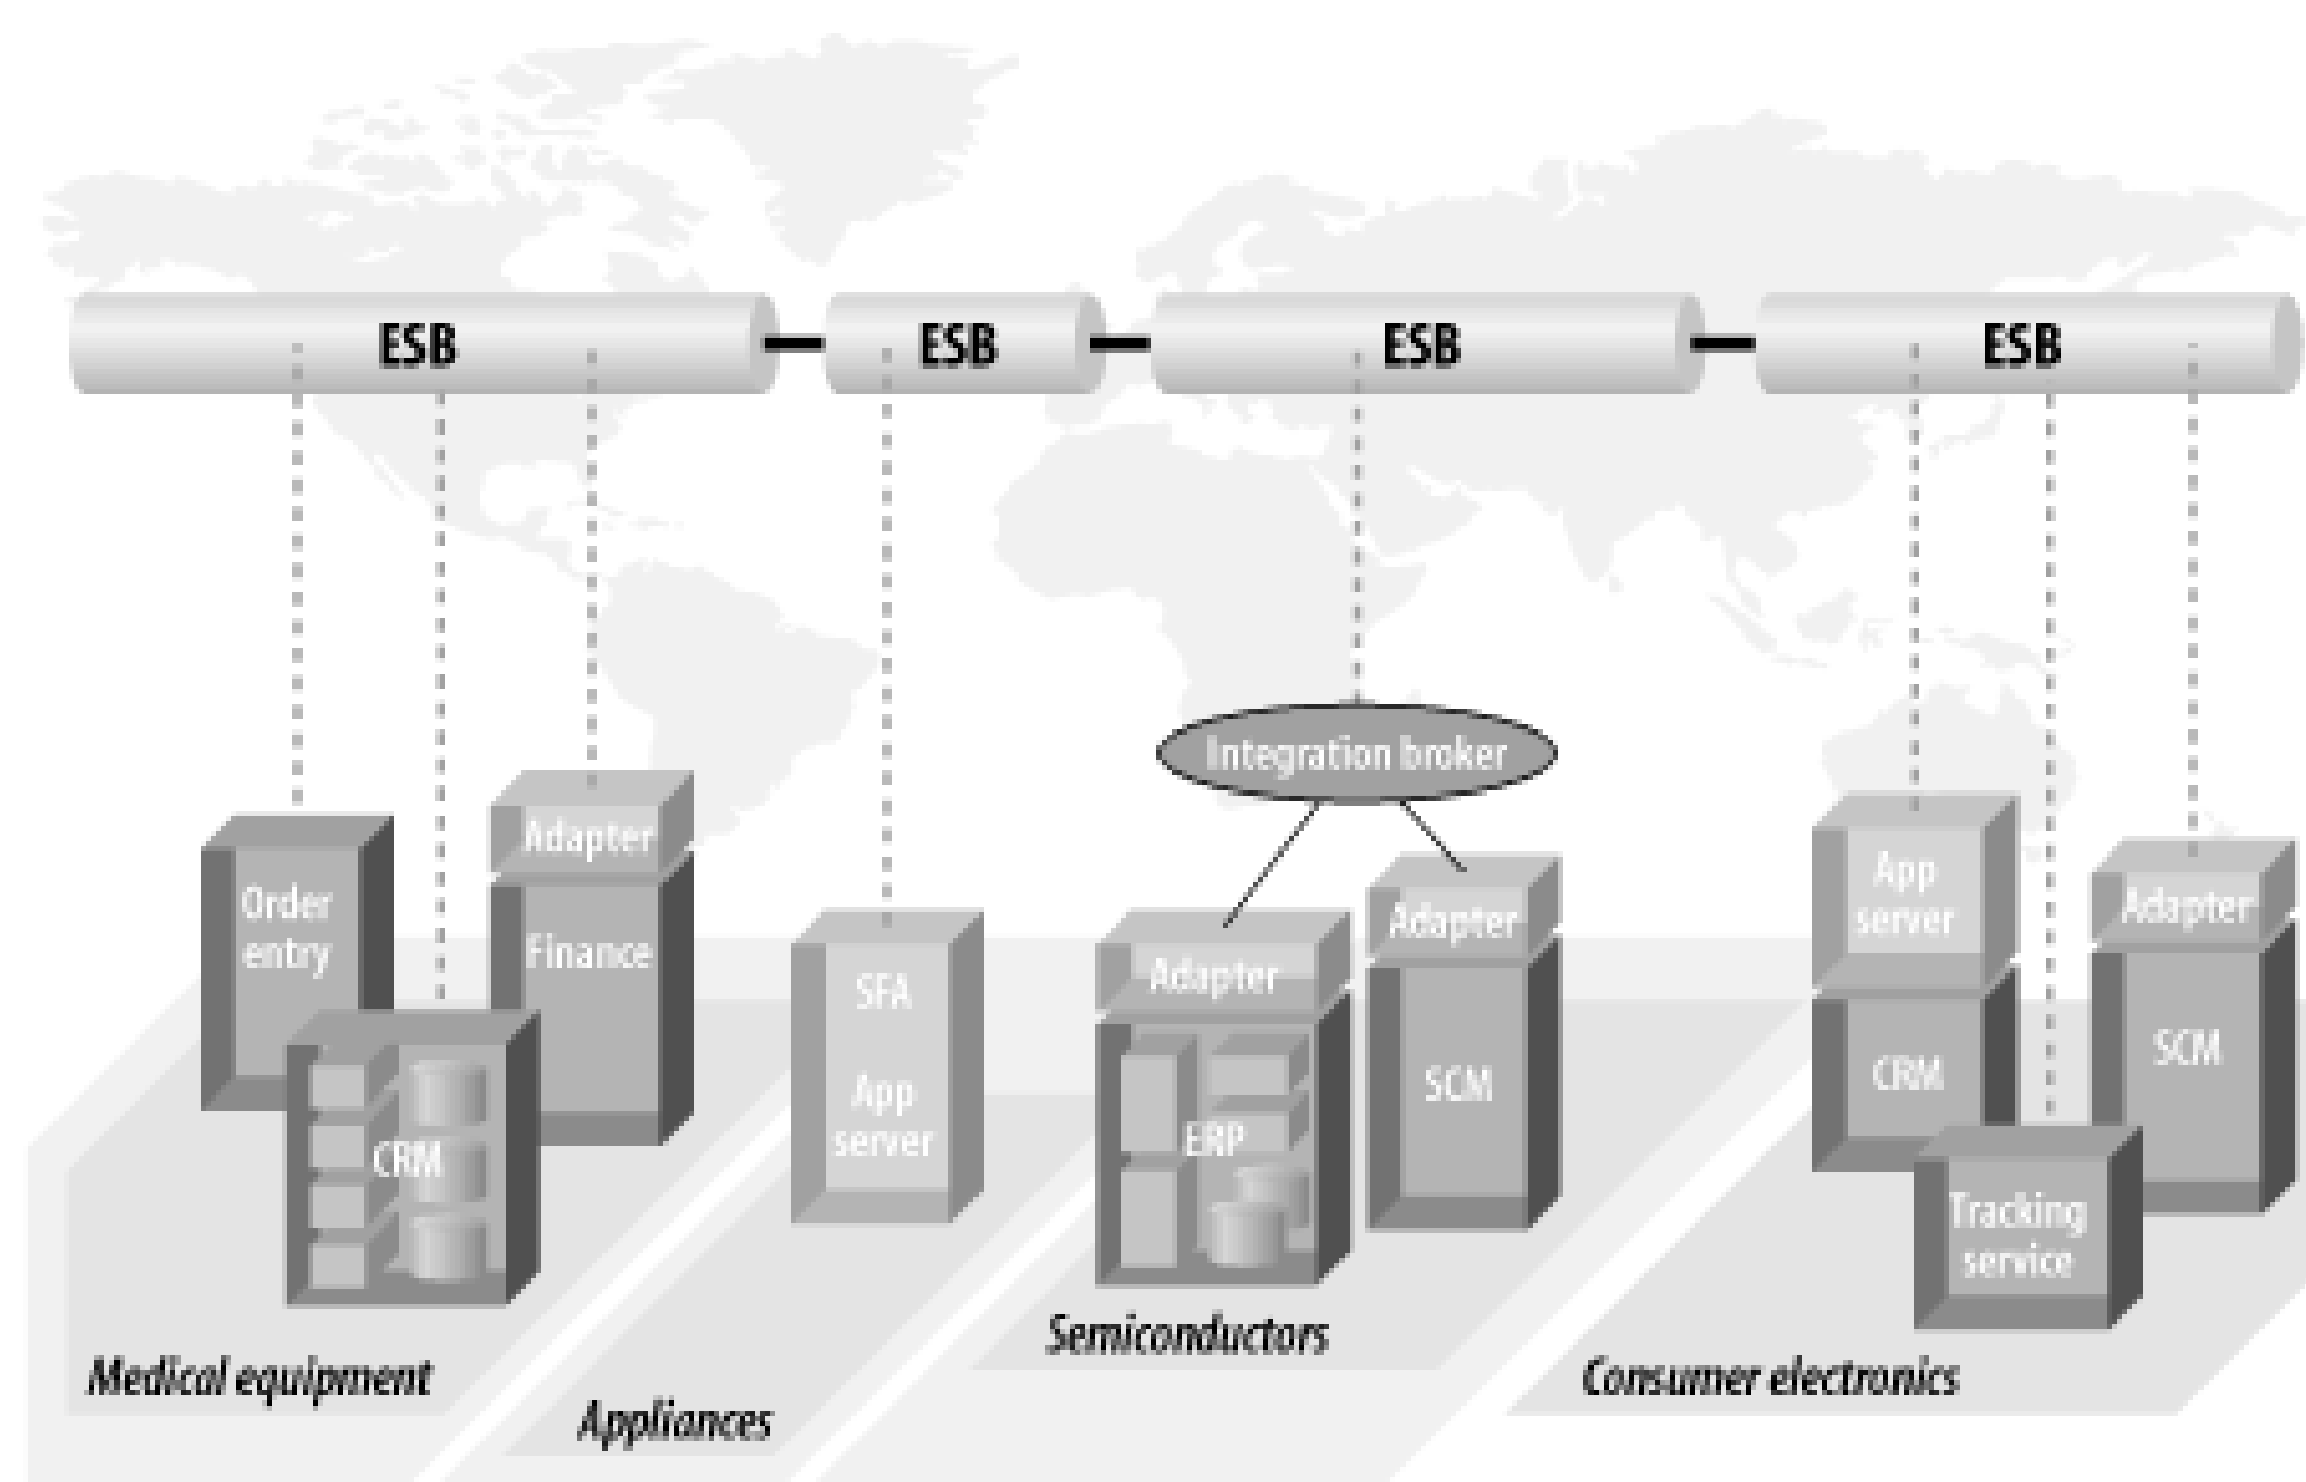 ESB
ESB
ESB
ESB
Integration broker
Order
entry
Adapter
Finance
CRM
SFA
App
server
Adapter
ERP
Adapter
SCM
App
server
CRM
Adapter
SCM
Tracking
service
Medical equipment
Appliances
Semiconductors
Consumer electronics